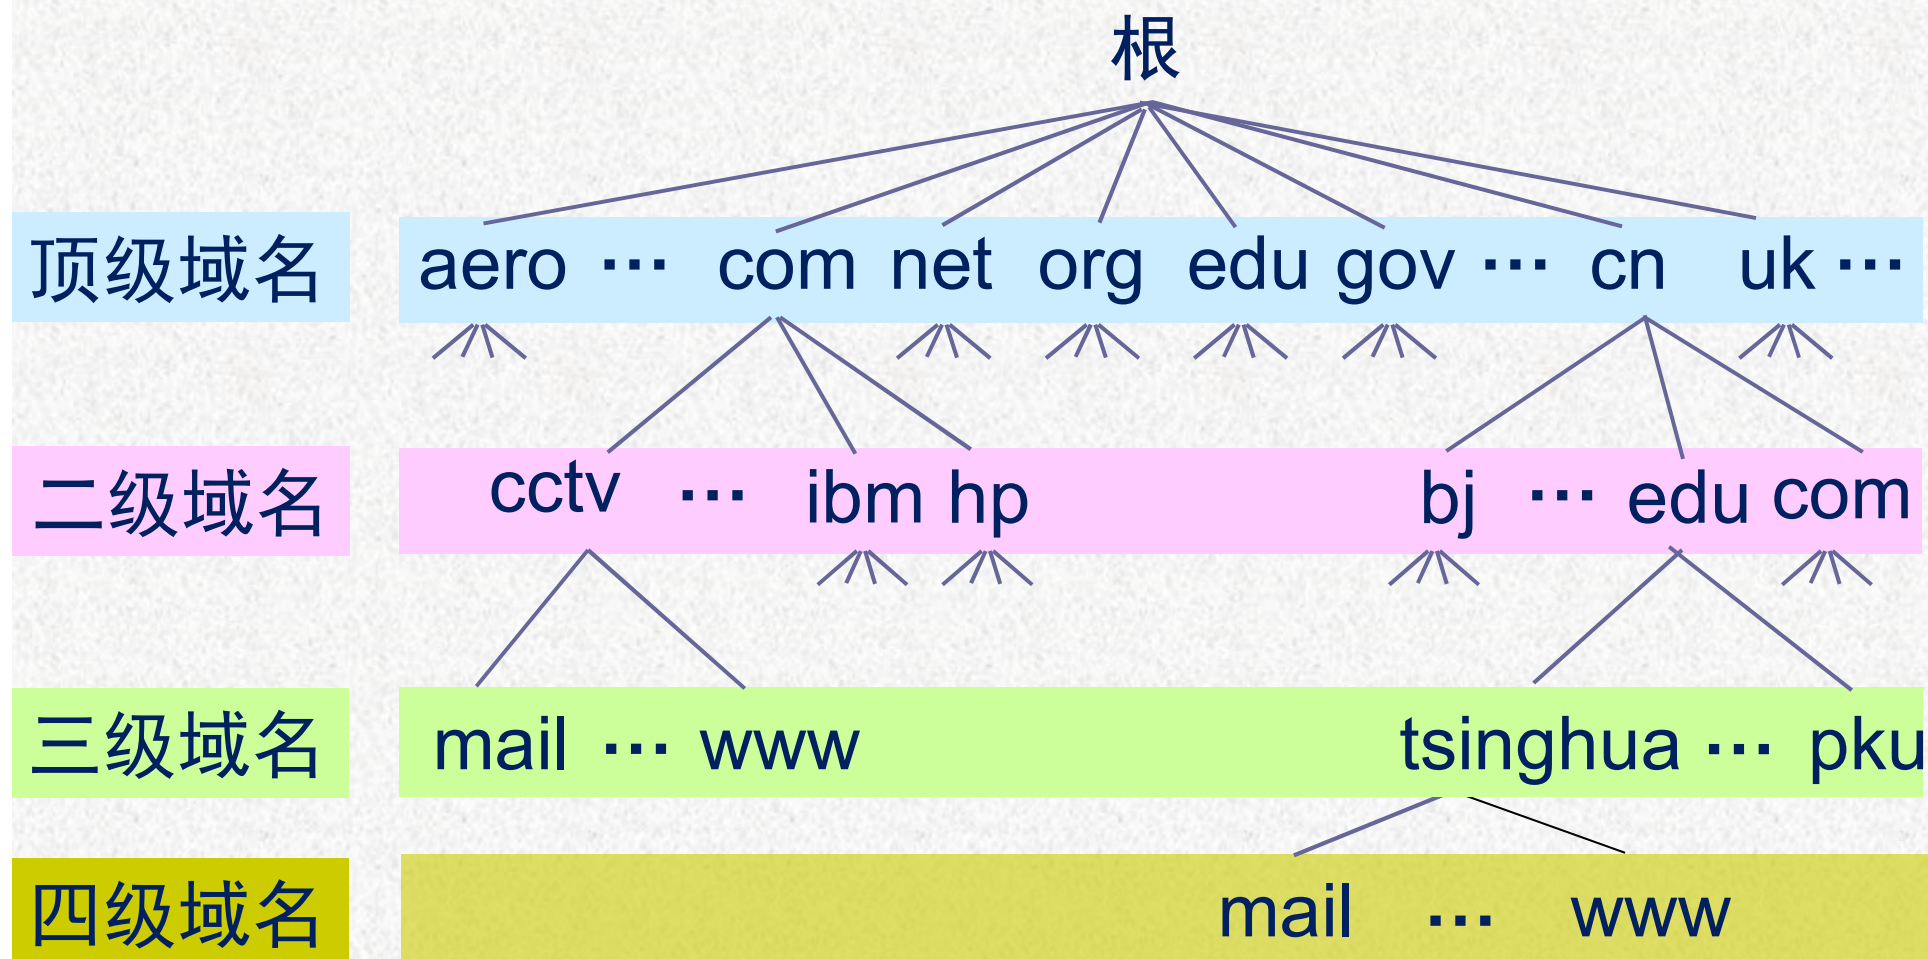 根
顶级域名 aero … com net org edu gov … cn uk …
二级域名 cctv … ibm hp bj … edu com
三级域名 mail … www tsinghua … pku
四级域名 mail … www